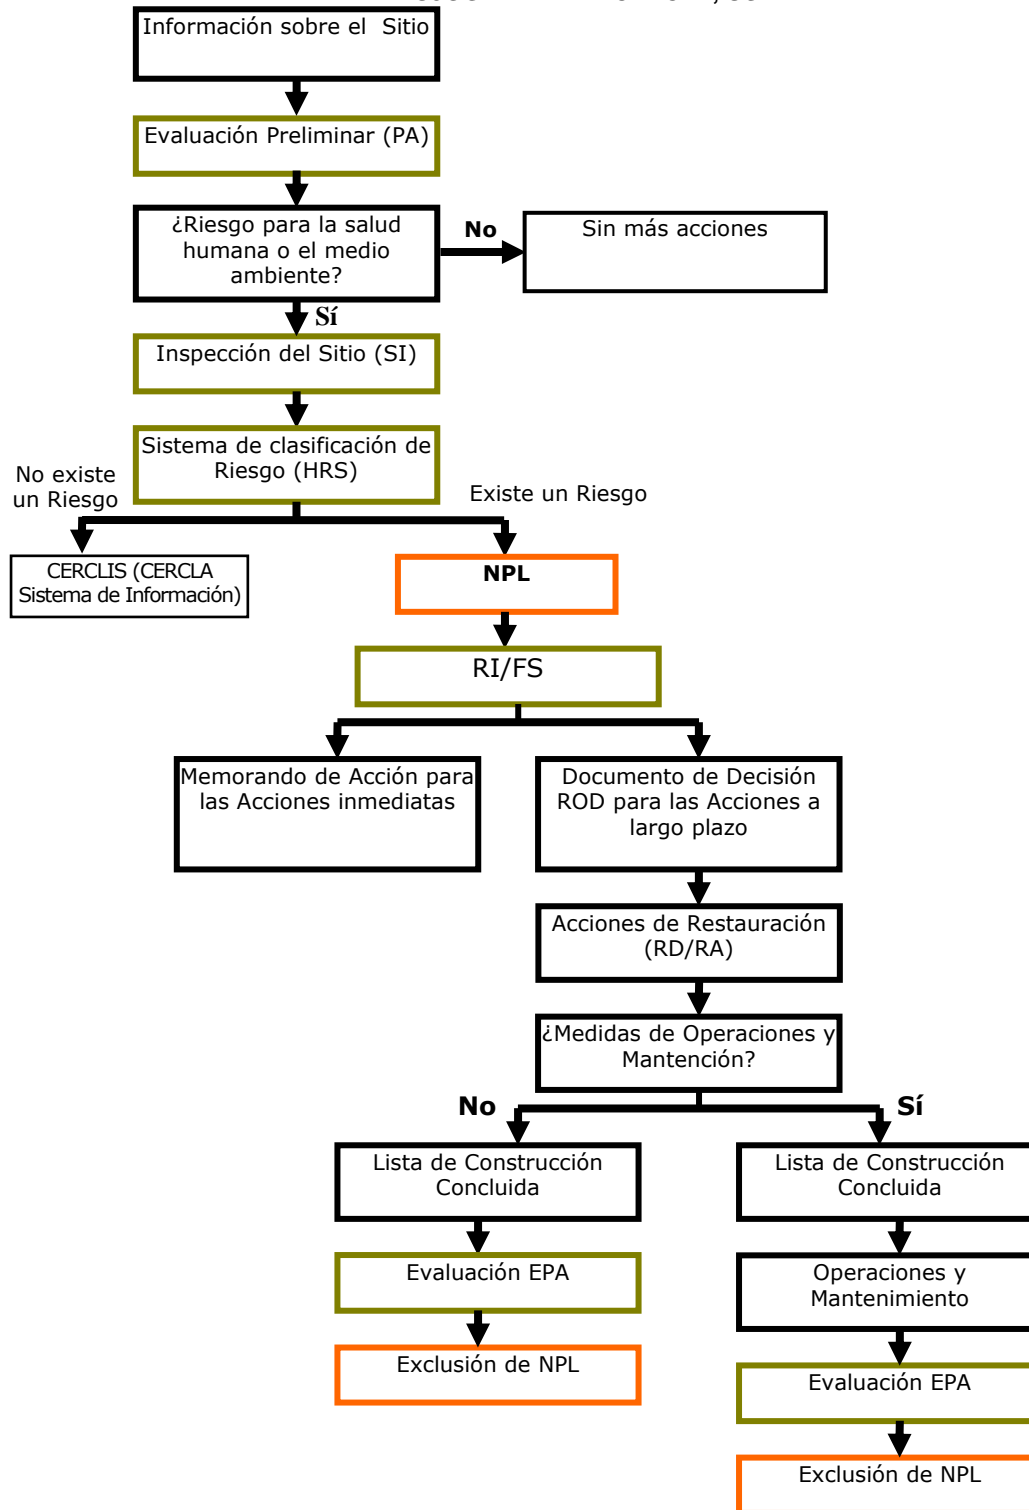 Información sobre el Sitio
Evaluación Preliminar (PA)
¿Riesgo para la salud
humana o el medio
ambiente?
No
Sin más acciones
Sí
Inspección del Sitio (SI)
Sistema de clasificación de
Riesgo (HRS)
No existe
un Riesgo
Existe un Riesgo
CERCLIS (CERCLA
Sistema de Información)
NPL
RI/FS
Memorando de Acción para
las Acciones inmediatas
Documento de Decisión
ROD para las Acciones a
largo plazo
Acciones de Restauración
(RD/RA)
¿Medidas de Operaciones y
Mantención?
No
Sí
Lista de Construcción
Concluida
Lista de Construcción
Concluida
Evaluación EPA
Operaciones y
Mantenimiento
Exclusión de NPL
Evaluación EPA
Exclusión de NPL